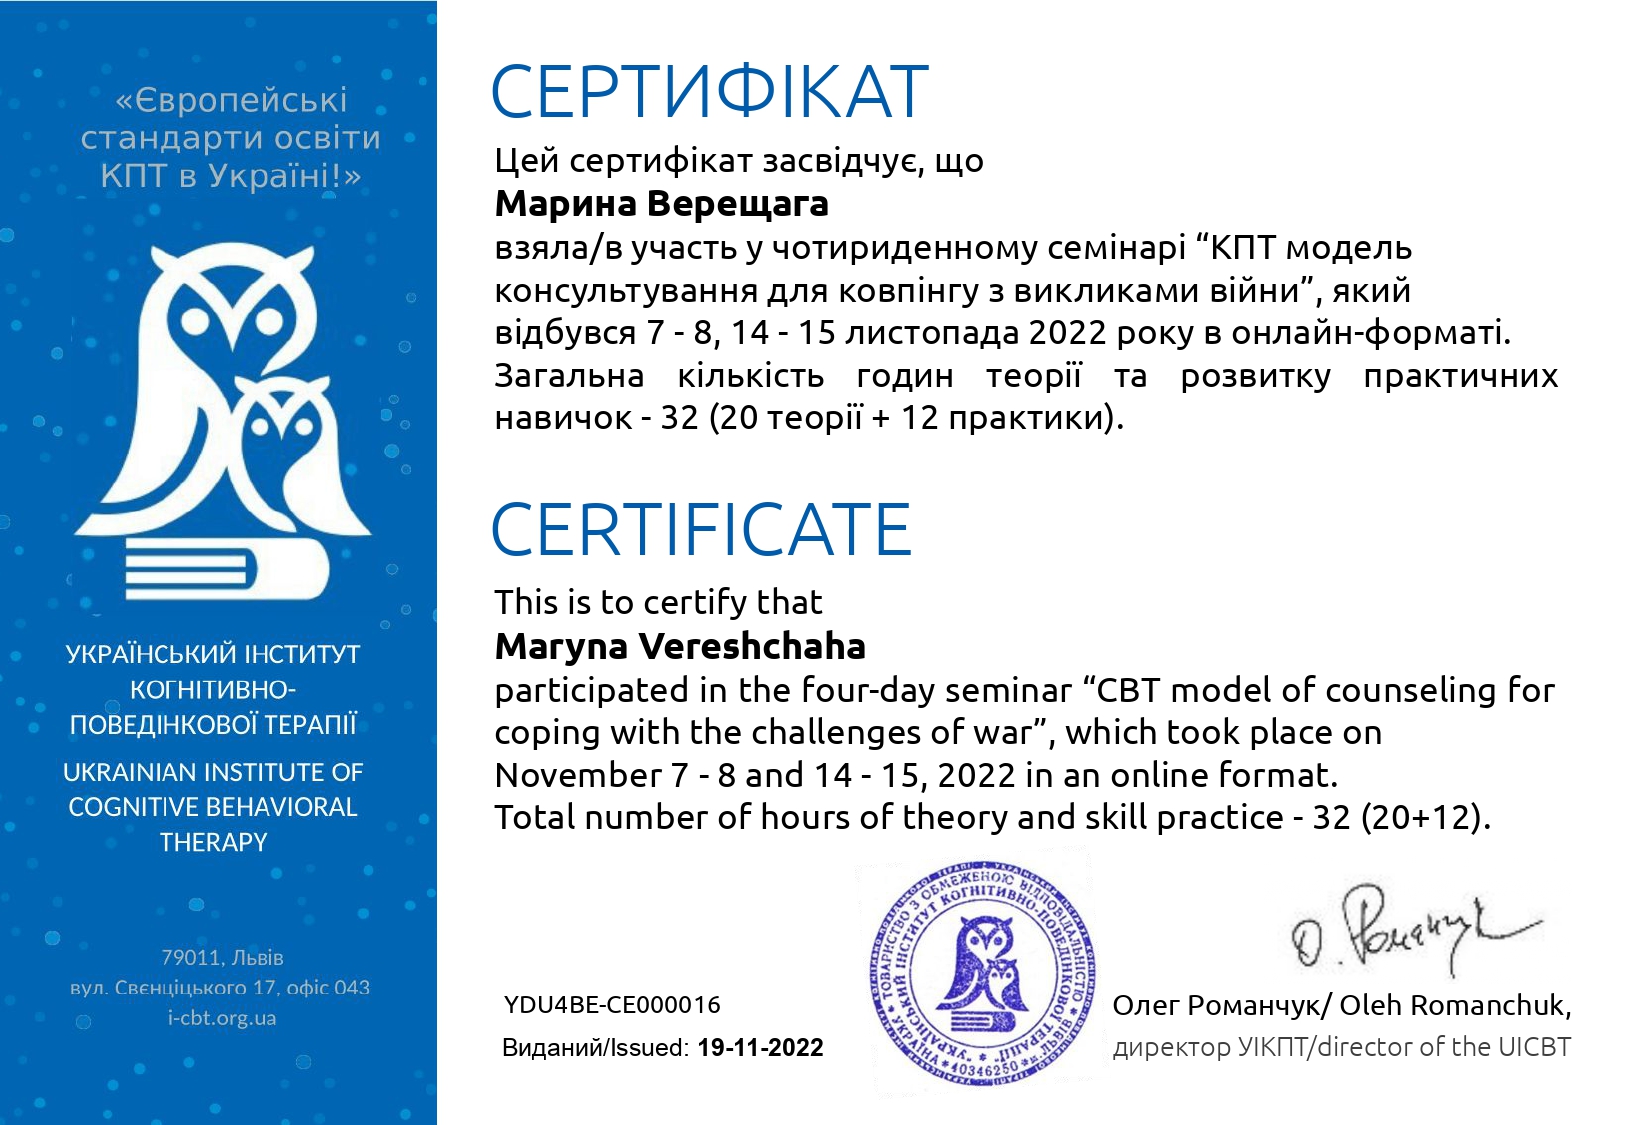 «Європейські
стандарти освіти
КПТ в Україні!»
УКРАЇНСЬКИЙ ІНСТИТУТ
КОГНІТИВНО-
ПОВЕДІНКОВОЇ ТЕРАПІЇ
UKRAINIAN INSTITUTE OF
COGNITIVE BEHAVIORAL
THERAPY
79011, Львів
вул. Свєнціцького 17, офіс 043
i-cbt.org.ua
СЕРТИФІКАТ
Цей сертифікат засвідчує, що
Марина Верещага
взяла/в участь у чотириденному семінарі “КПТ модель
консультування для ковпінгу з викликами війни”, який
відбувся 7 - 8, 14 - 15 листопада 2022 року в онлайн-форматі.
Загальна кількість годин теорії та розвитку практичних
навичок - 32 (20 теорії + 12 практики).
CERTIFICATE
This is to certify that
Maryna Vereshchaha
participated in the four-day seminar “CBT model of counseling for
coping with the challenges of war”, which took place on
November 7 - 8 and 14 - 15, 2022 in an online format.
Total number of hours of theory and skill practice - 32 (20+12).
YDU4BE-CE000016
Виданий/Issued: 19-11-2022
ТОВАРИСТВО З ОБМЕЖЕНОЮ ВІДПОВІДАЛЬНІСТЮ
УКРАЇНСЬКИЙ ІНСТИТУТ КОГНІТИВНО-ПОВЕДІНКОВОЇ ТЕРАПІЇ
УКРАЇНА * 40346250 * м. ЛЬВІВ
О. Романчук
Олег Романчук/ Oleh Romanchuk,
директор УІКПТ/director of the UICBT